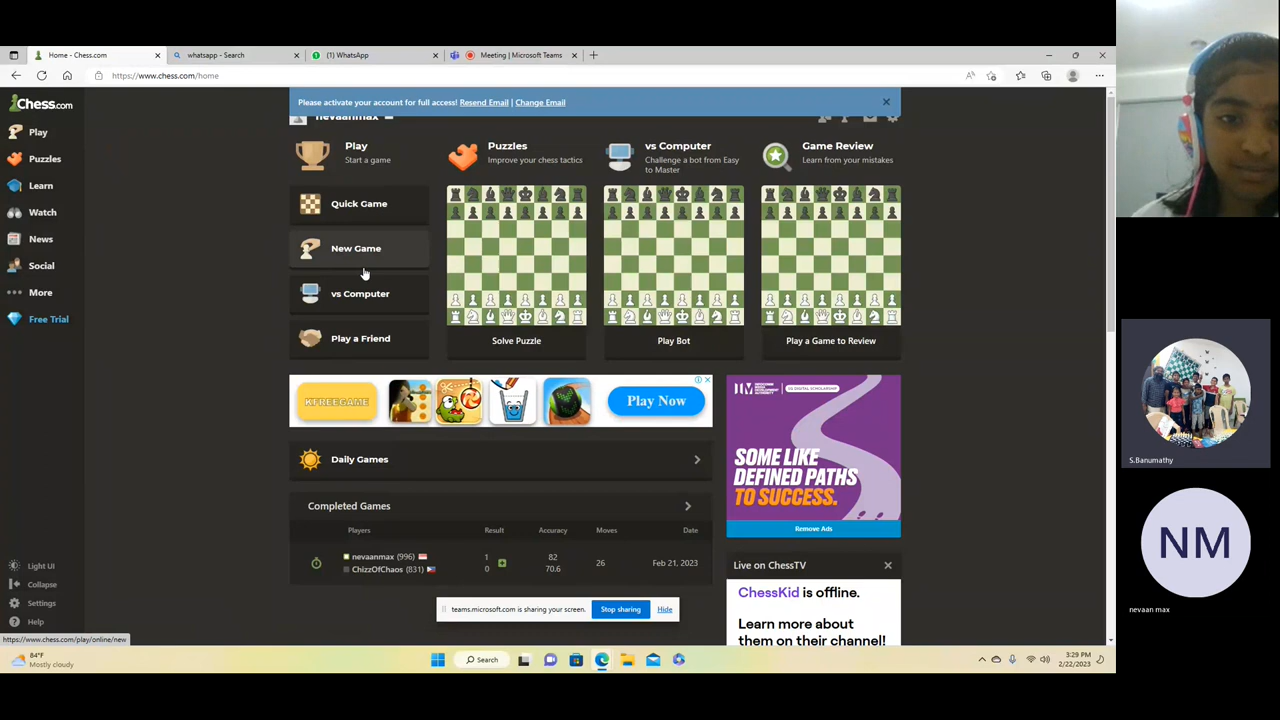 Home - Chess.com
whatsapp - Search
(1) WhatsApp
Meeting | Microsoft Teams
https://www.chess.com/home
Chess.com
Play
Puzzles
Learn
Watch
News
Social
More
Free Trial
Light UI
Collapse
Settings
Help
Please activate your account for full access! Resend Email | Change Email
nevaanmax
Play
Start a game
Puzzles
Improve your chess tactics
vs Computer
Challenge a bot from Easy
to Master
Game Review
Learn from your mistakes
Quick Game
New Game
vs Computer
Play a Friend
Solve Puzzle
Play Bot
Play a Game to Review
KFREEGAME
Play Now
Daily Games
Completed Games
Players
Result
Accuracy
Moves
Date
nevaanmax (996)
1
82
ChizzOfChaos (831)
0
70.6
26
Feb 21, 2023
SG DIGITAL SCHOLARSHIP
SOME LIKE
DEFINED PATHS
TO SUCCESS.
Remove Ads
Live on ChessTV
ChessKid is offline.
Learn more about
them on their channel!
teams.microsoft.com is sharing your screen.
Stop sharing
Hide
https://www.chess.com/play/online/new
84°F
Mostly cloudy
Search
3:29 PM
2/22/2023
S.Banumathy
NM
nevaan max